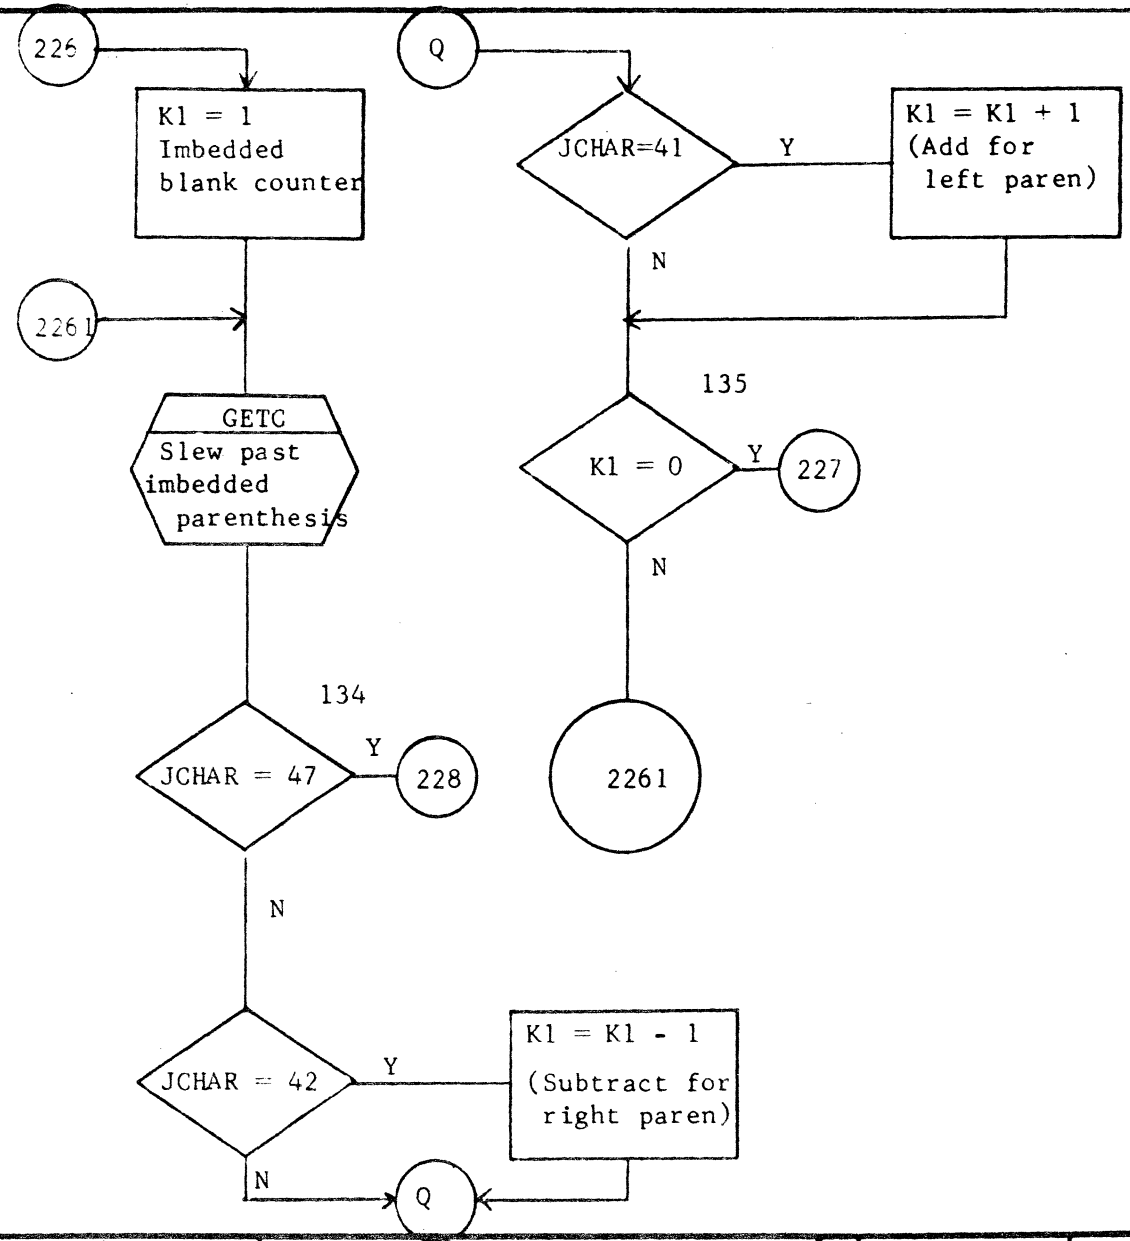 226
K1 = 1
Imbedded
blank counter
2261
GETC
Slew past
imbedded
parenthesis
134
JCHAR = 47
Y
228
N
JCHAR = 42
Y
K1 = K1 - 1
(Subtract for
right paren)
N
Q
Q
JCHAR=41
Y
K1 = K1 + 1
(Add for
left paren)
N
135
K1 = 0
Y
227
N
2261